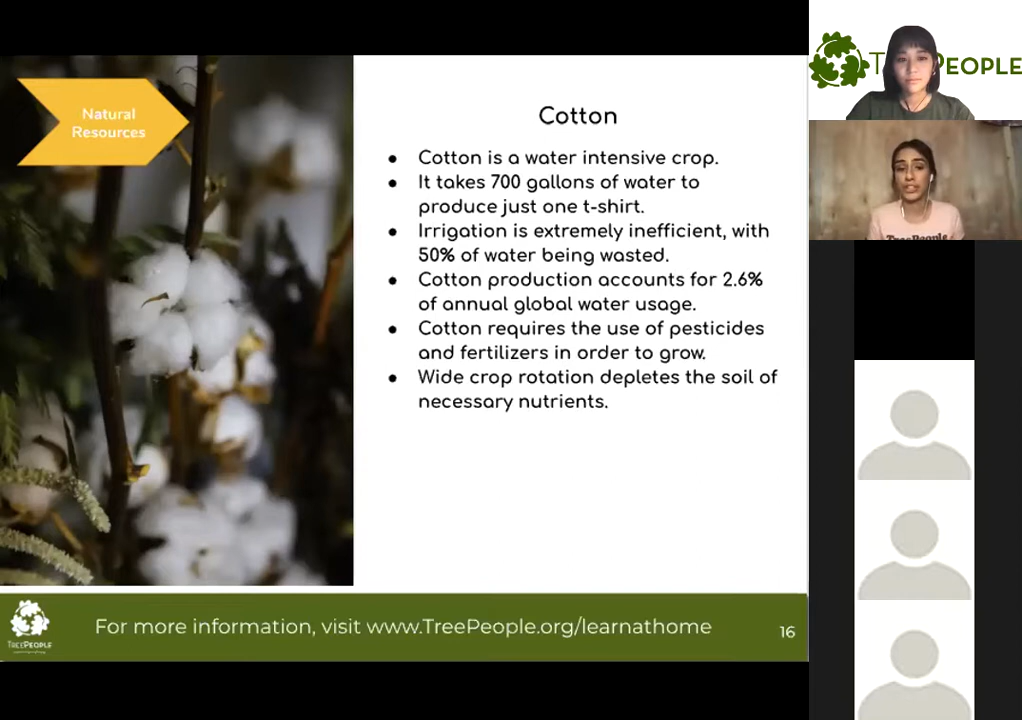 Natural
Resources
Cotton
● Cotton is a water intensive crop.
● It takes 700 gallons of water to
produce just one t-shirt.
● Irrigation is extremely inefficient, with
50% of water being wasted.
● Cotton production accounts for 2.6%
of annual global water usage.
● Cotton requires the use of pesticides
and fertilizers in order to grow.
● Wide crop rotation depletes the soil of
necessary nutrients.
TREEPEOPLE
For more information, visit www.TreePeople.org/learnathome
16
T PEOPLE
TreePeople